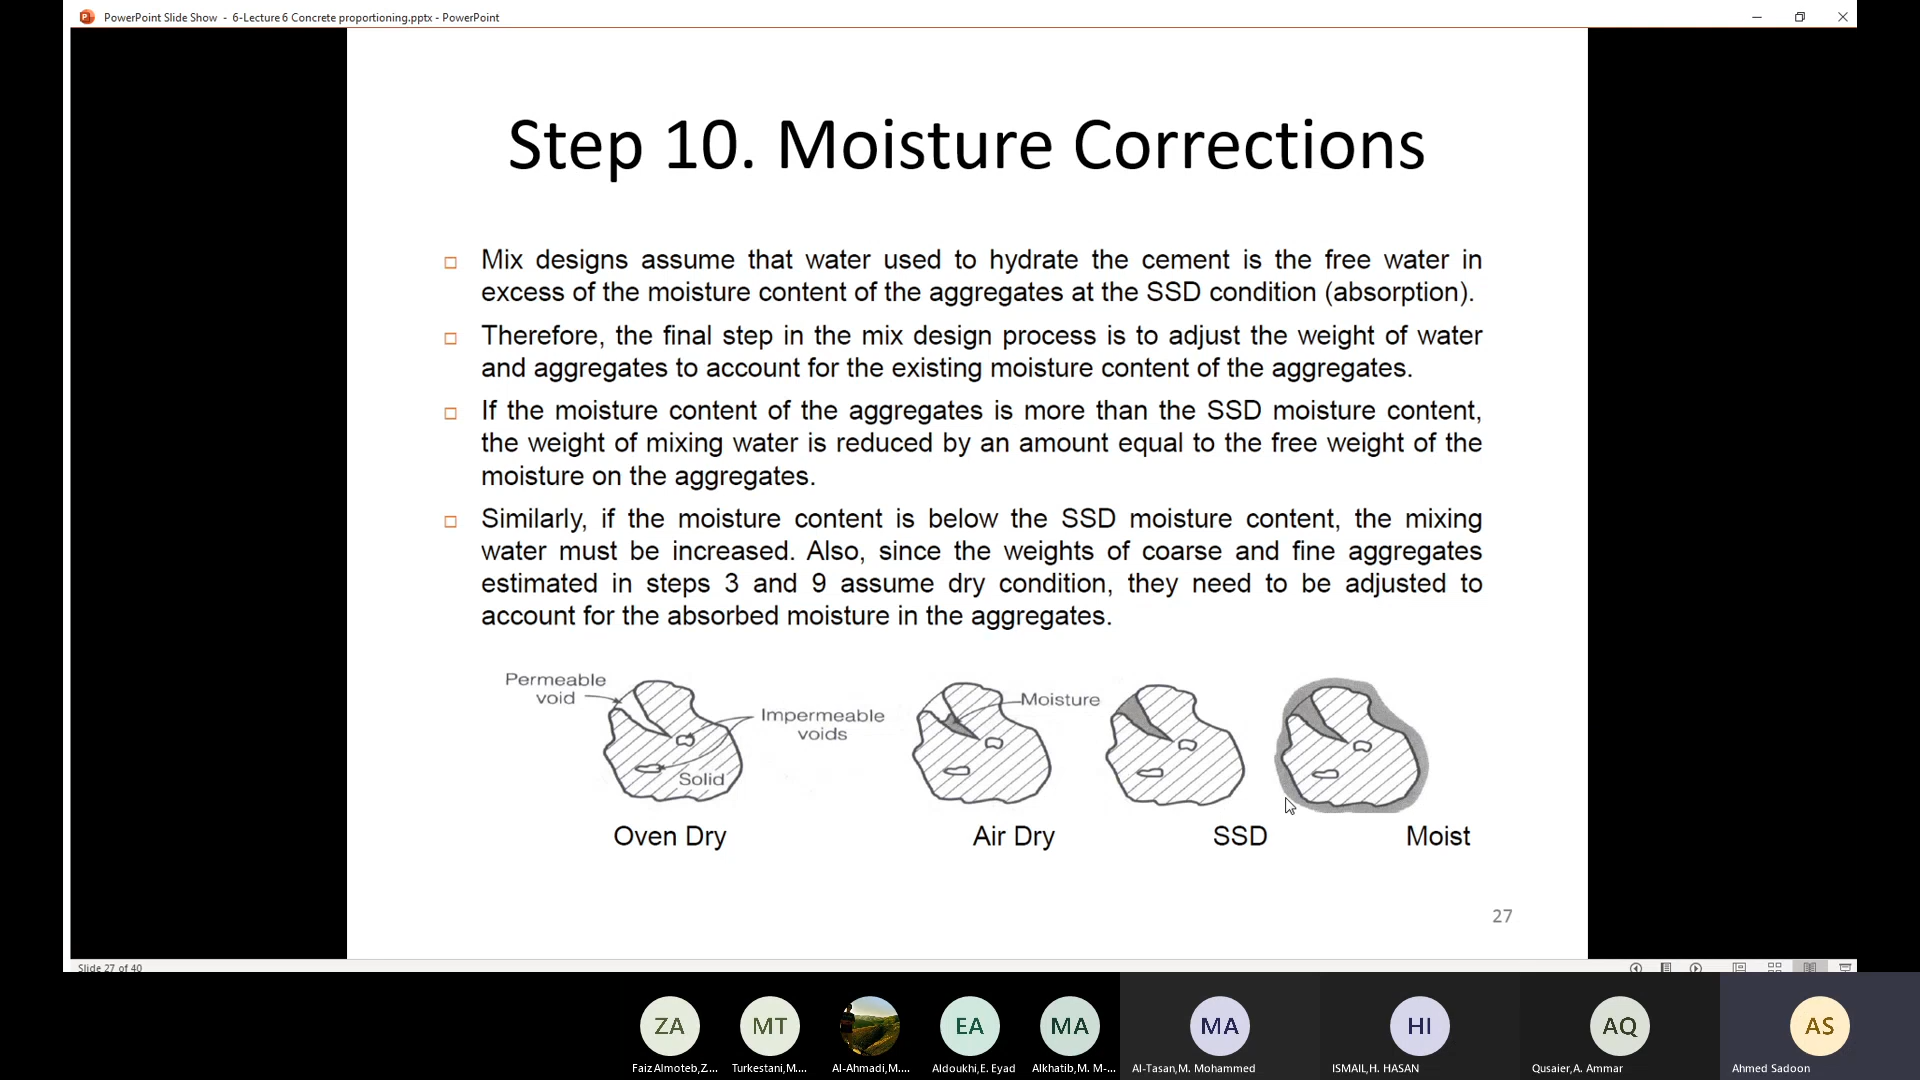 PowerPoint Slide Show - 6-Lecture 6 Concrete proportioning.pptx - PowerPoint
Step 10. Moisture Corrections
Mix designs assume that water used to hydrate the cement is the free water in
excess of the moisture content of the aggregates at the SSD condition (absorption).
Therefore, the final step in the mix design process is to adjust the weight of water
and aggregates to account for the existing moisture content of the aggregates.
If the moisture content of the aggregates is more than the SSD moisture content,
the weight of mixing water is reduced by an amount equal to the free weight of the
moisture on the aggregates.
Similarly, if the moisture content is below the SSD moisture content, the mixing
water must be increased. Also, since the weights of coarse and fine aggregates
estimated in steps 3 and 9 assume dry condition, they need to be adjusted to
account for the absorbed moisture in the aggregates.
Permeable
void
Impermeable
voids
Solid
Moisture
Oven Dry
Air Dry
SSD
Moist
27
Slide 27 of 40
ZA
MT
EA
MA
MA
HI
AQ
AS
Faiz Almoteb,Z...
Turkestani,M....
Al-Ahmadi,M....
Aldoukhi,E. Eyad
Alkhatib,M. M-...
Al-Tasan,M. Mohammed
ISMAIL,H. HASAN
Qusaier,A. Ammar
Ahmed Sadoon